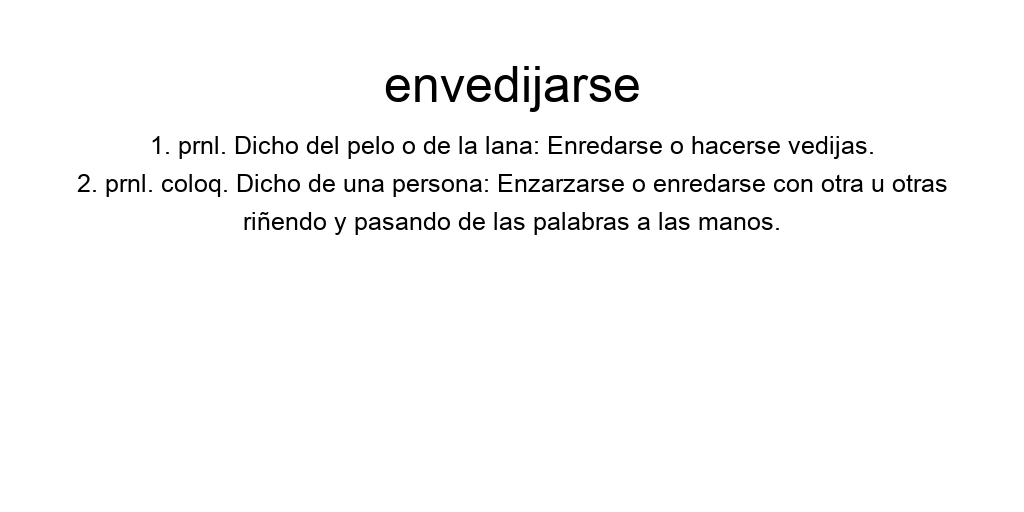 envedijarse
1. prnl. Dicho del pelo o de la lana: Enredarse o hacerse vedijas.
2. prnl. coloq. Dicho de una persona: Enzarzarse o enredarse con otra u otras
riñendo y pasando de las palabras a las manos.